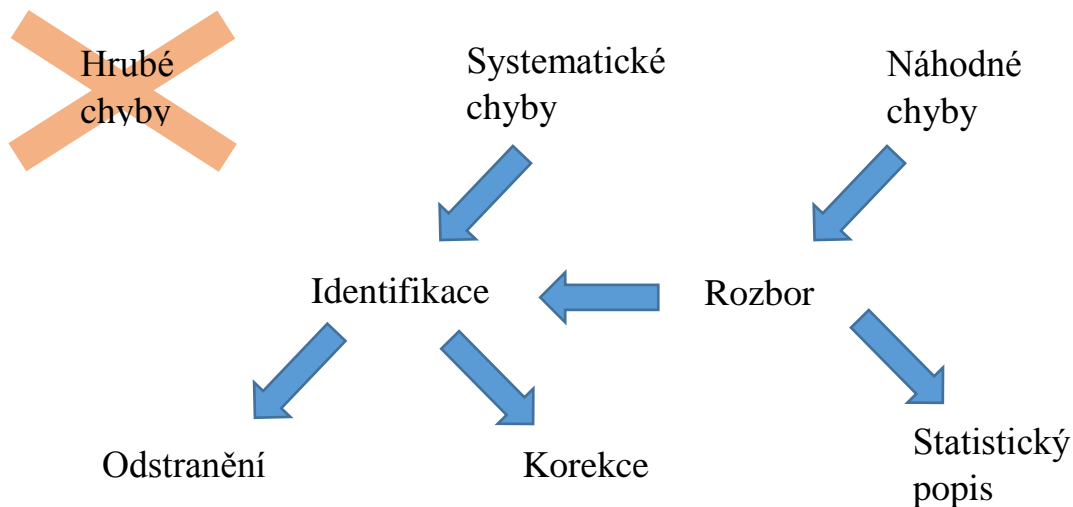 Hrubé
chyby
Systematické
chyby
Náhodné
chyby
Identifikace
Rozbor
Odstranění
Korekce
Statistický
popis